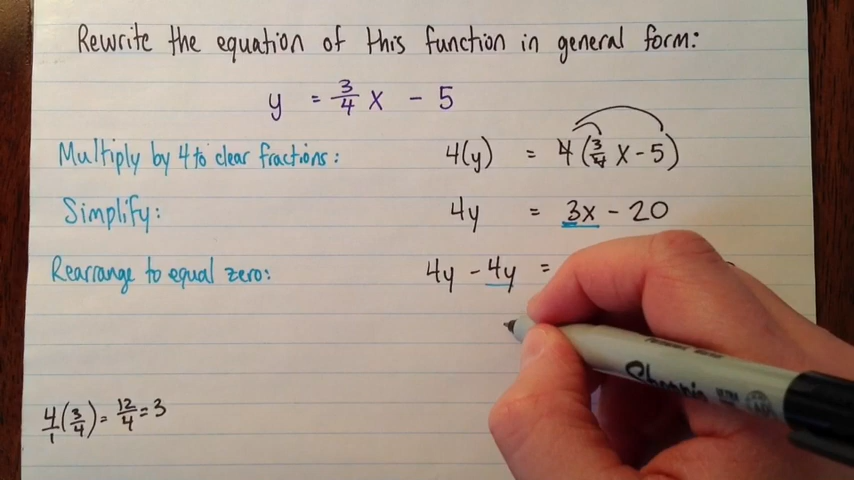 Rewrite the equation of this function in general form:
y = 3/4 x - 5
Multiply by 4 to clear fractions: 4(y) = 4(3/4 x - 5)
Simplify: 4y = 3x - 20
Rearrange to equal zero: 4y - 4y =
4/1 (3/4) = 12/4 = 3
Sharpie